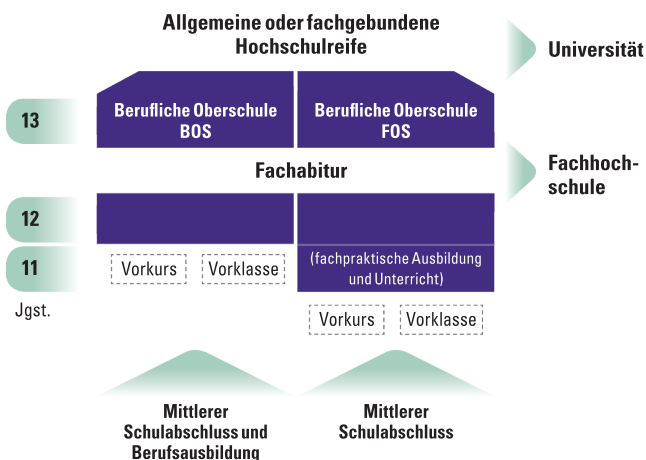 Allgemeine oder fachgebundene
Hochschulreife
Universität
13
Berufliche Oberschule
BOS
Berufliche Oberschule
FOS
Fachabitur
Fachhoch-
schule
12
11
Vorkurs
Vorklasse
(fachpraktische Ausbildung
und Unterricht)
Jgst.
Vorkurs
Vorklasse
Mittlerer
Schulabschluss und
Berufsausbildung
Mittlerer
Schulabschluss